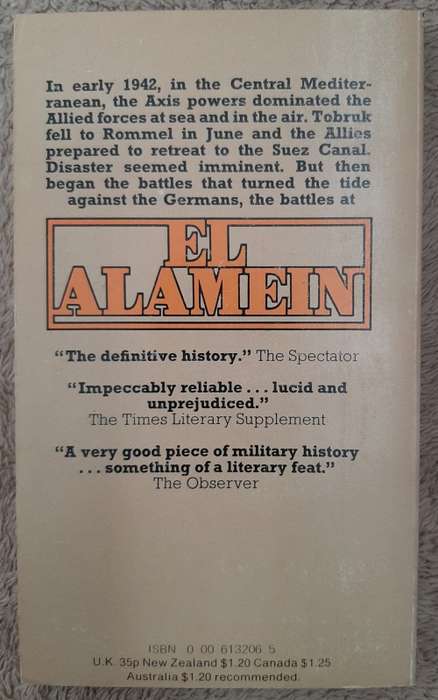 In early 1942, in the Central Mediter-
ranean, the Axis powers dominated the
Allied forces at sea and in the air. Tobruk
fell to Rommel in June and the Allies
prepared to retreat to the Suez Canal.
Disaster seemed imminent. But then
began the battles that turned the tide
against the Germans, the battles at
EL
ALAMEIN
“The definitive history.” The Spectator
“Impeccably reliable ... lucid and
unprejudiced.”
The Times Literary Supplement
“A very good piece of military history
... something of a literary feat.”
The Observer
ISBN 0 00 613206 5
U.K. 35p New Zealand $1.20 Canada $1.25
Australia $1.20 recommended.